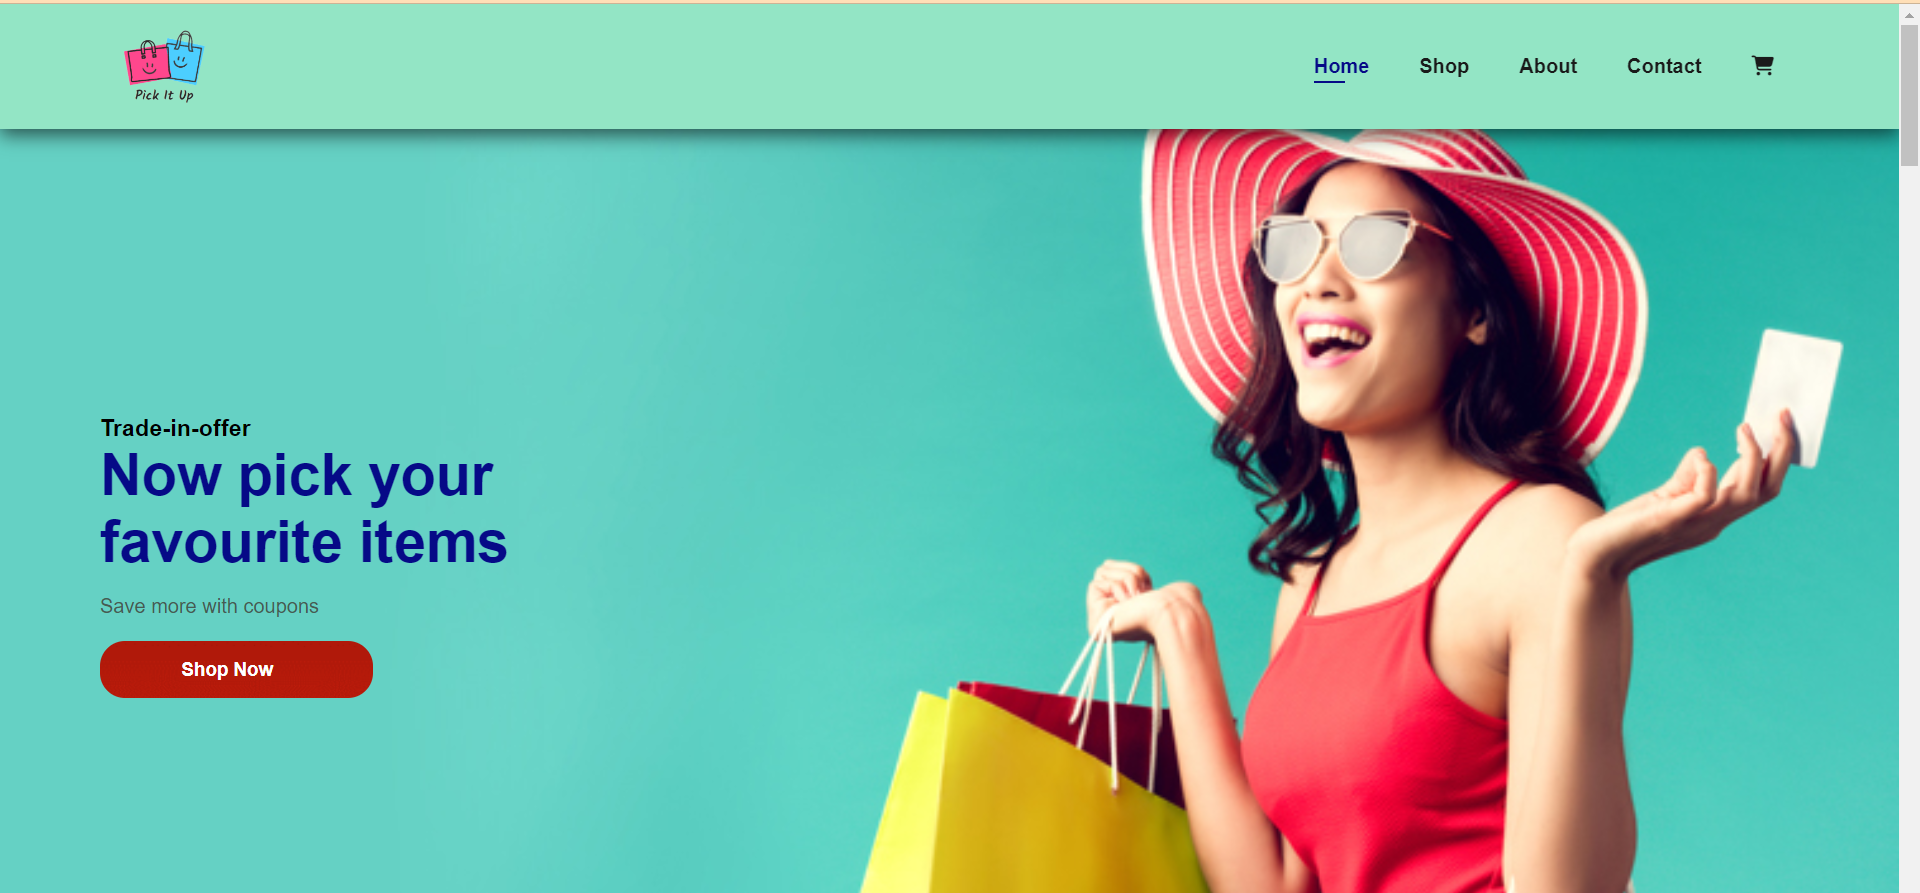 Pick It Up
Home Shop About Contact
Trade-in-offer
Now pick your
favourite items
Save more with coupons
Shop Now